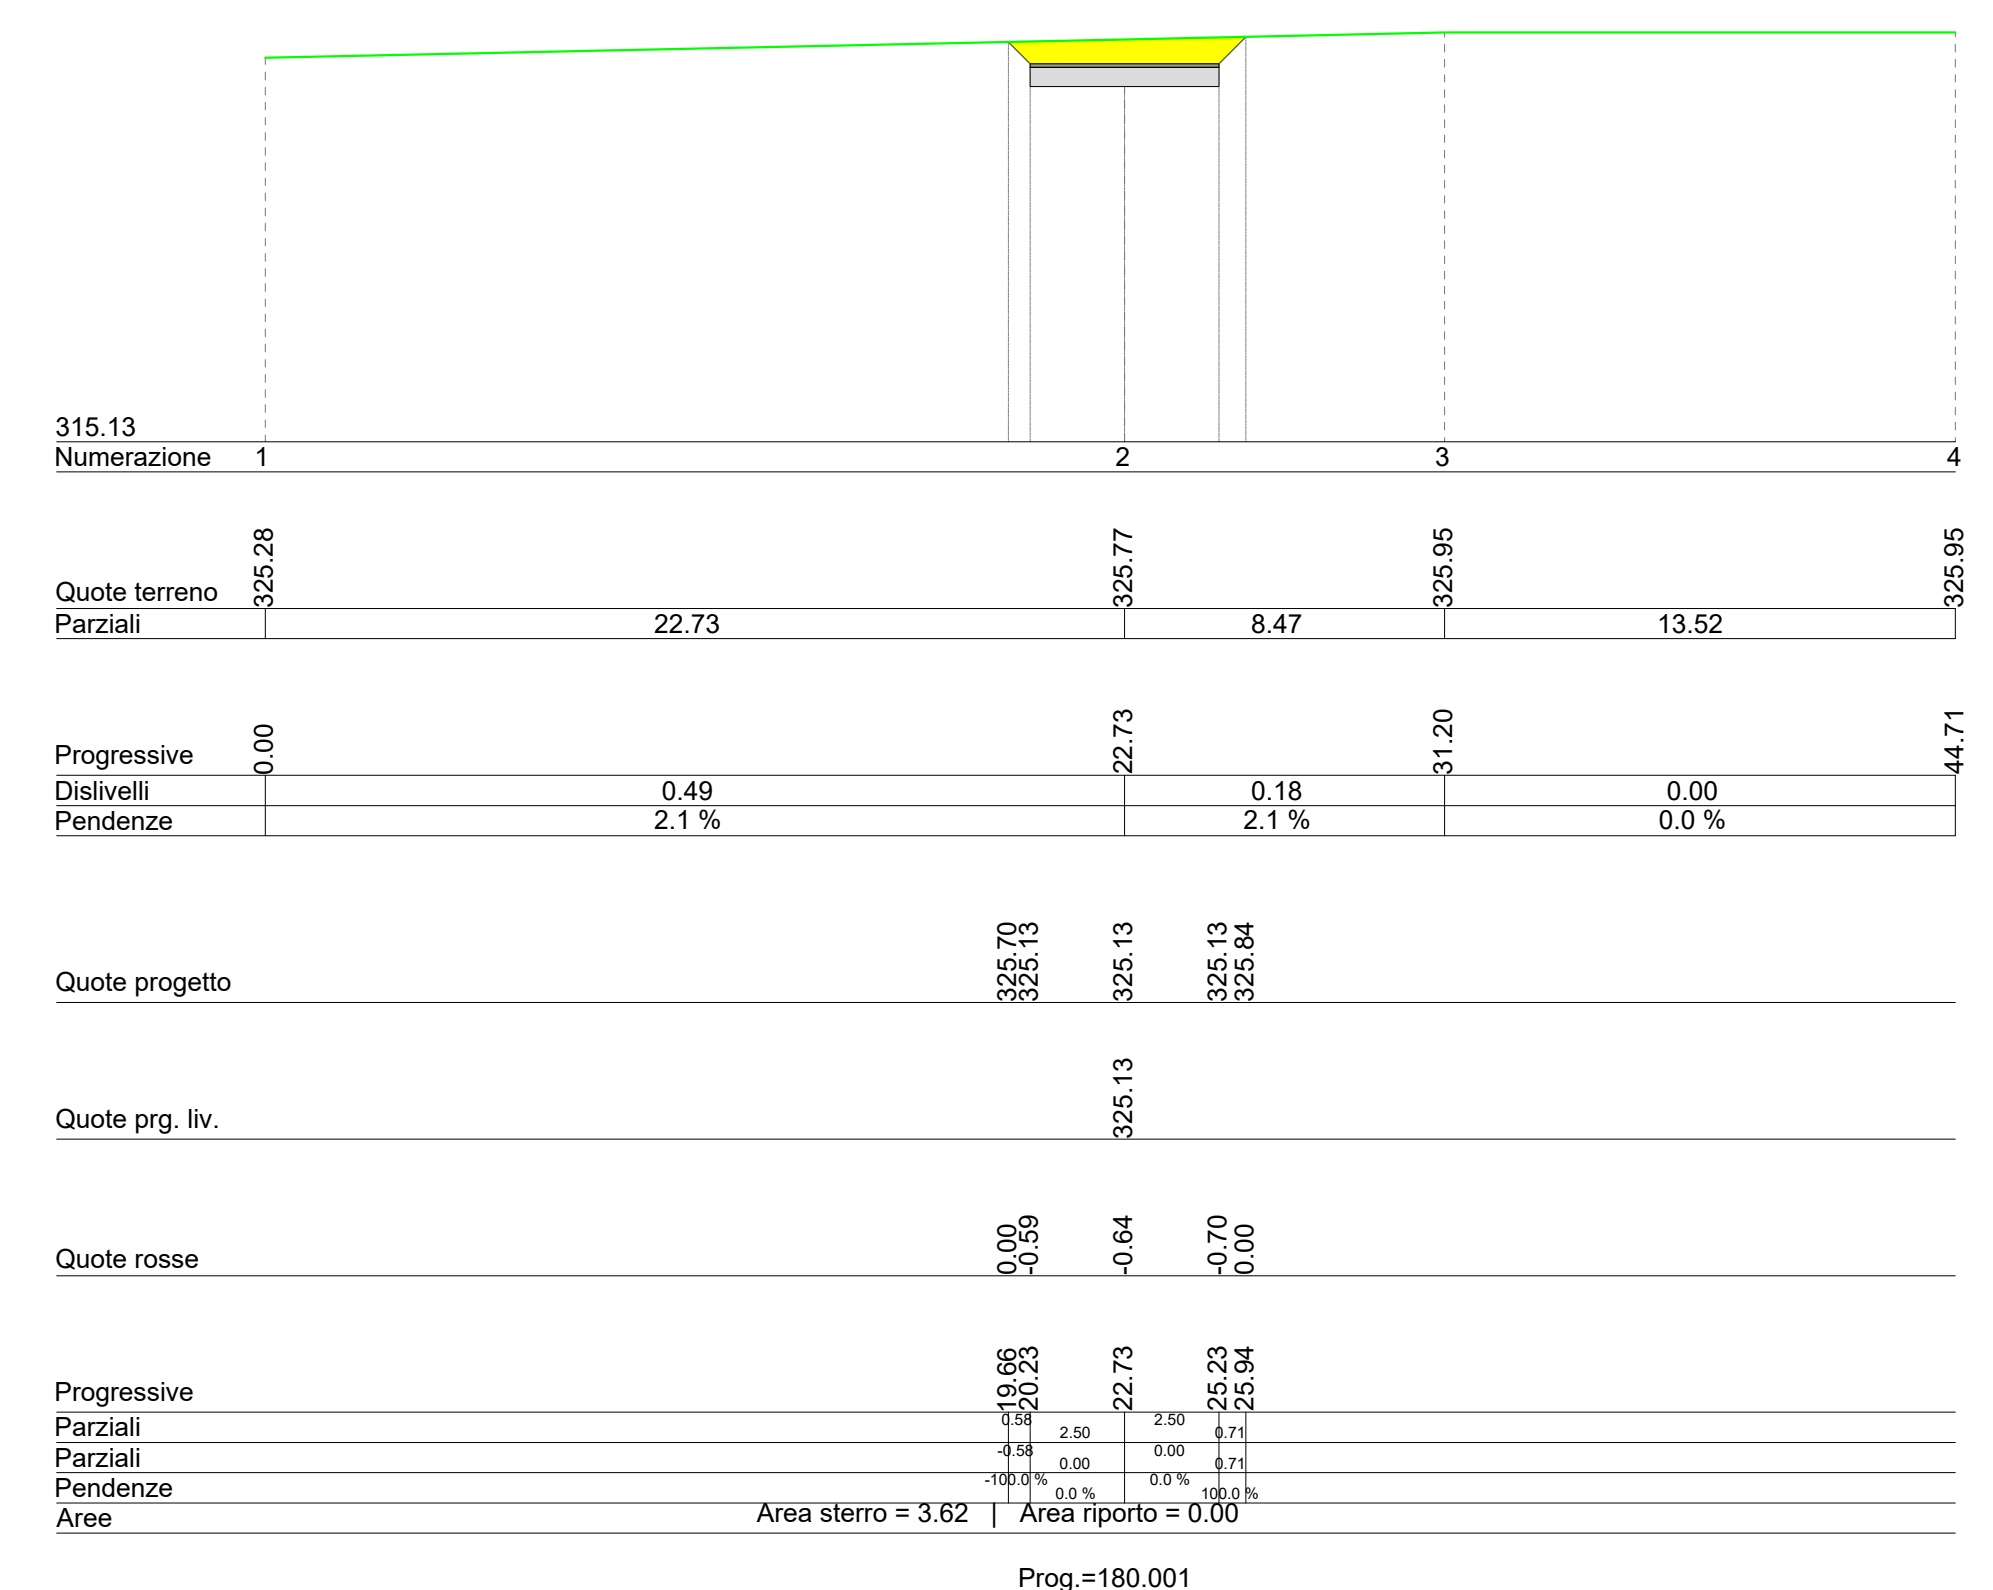 315.13
Numerazione 1 2 3 4
Quote terreno 325.28 325.77 325.95 325.95
Parziali 22.73 8.47 13.52
Progressive 0.00 22.73 31.20 44.71
Dislivelli 0.49 0.18 0.00
Pendenze 2.1 % 2.1 % 0.0 %
Quote progetto 325.70 325.13 325.13 325.13 325.84
Quote prg. liv. 325.13
Quote rosse 0.00 -0.59 -0.64 -0.70 0.00
Progressive 19.66 20.23 22.73 25.23 25.94
Parziali 0.58 2.50 2.50 0.71
Parziali -0.58 0.00 0.00 0.71
Pendenze -100.0 % 0.0 % 0.0 % 100.0 %
Aree Area sterro = 3.62 | Area riporto = 0.00
Prog.=180.001